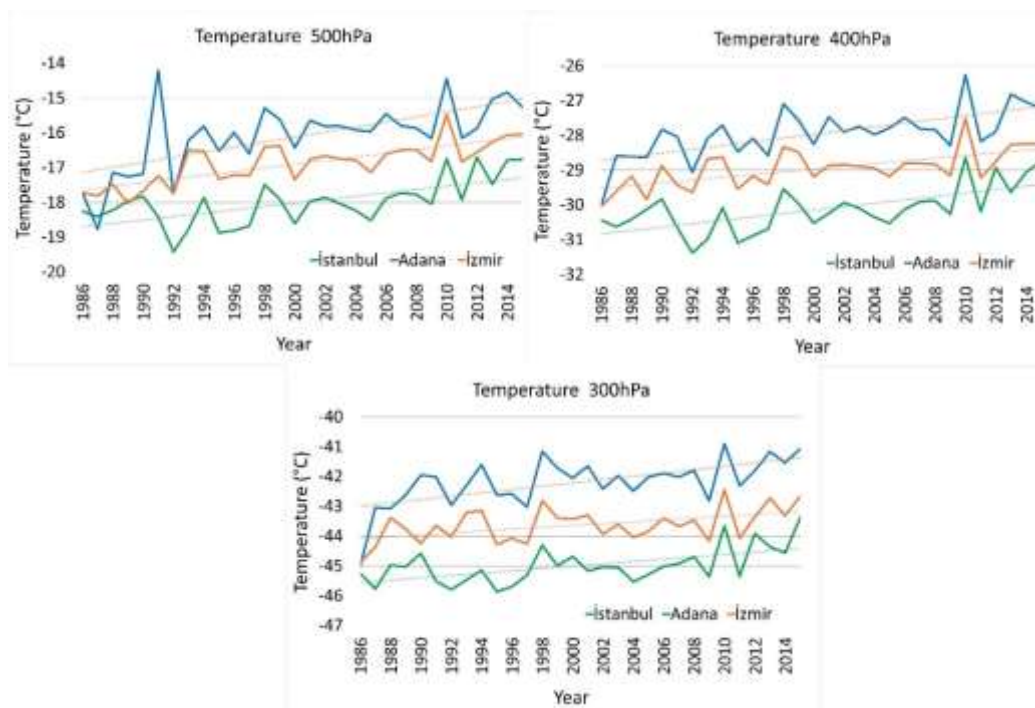 Temperature 500hPa
Temperature (°C)
-14
-15
-16
-17
-18
-19
-20
İstanbul Adana İzmir
1986 1988 1990 1992 1994 1996 1998 2000 2002 2004 2006 2008 2010 2012 2014
Year
Temperature 400hPa
Temperature (°C)
-26
-27
-28
-29
-30
-31
-32
İstanbul Adana İzmir
1986 1988 1990 1992 1994 1996 1998 2000 2002 2004 2006 2008 2010 2012 2014
Year
Temperature 300hPa
Temperature (°C)
-40
-41
-42
-43
-44
-45
-46
-47
İstanbul Adana İzmir
1986 1988 1990 1992 1994 1996 1998 2000 2002 2004 2006 2008 2010 2012 2014
Year